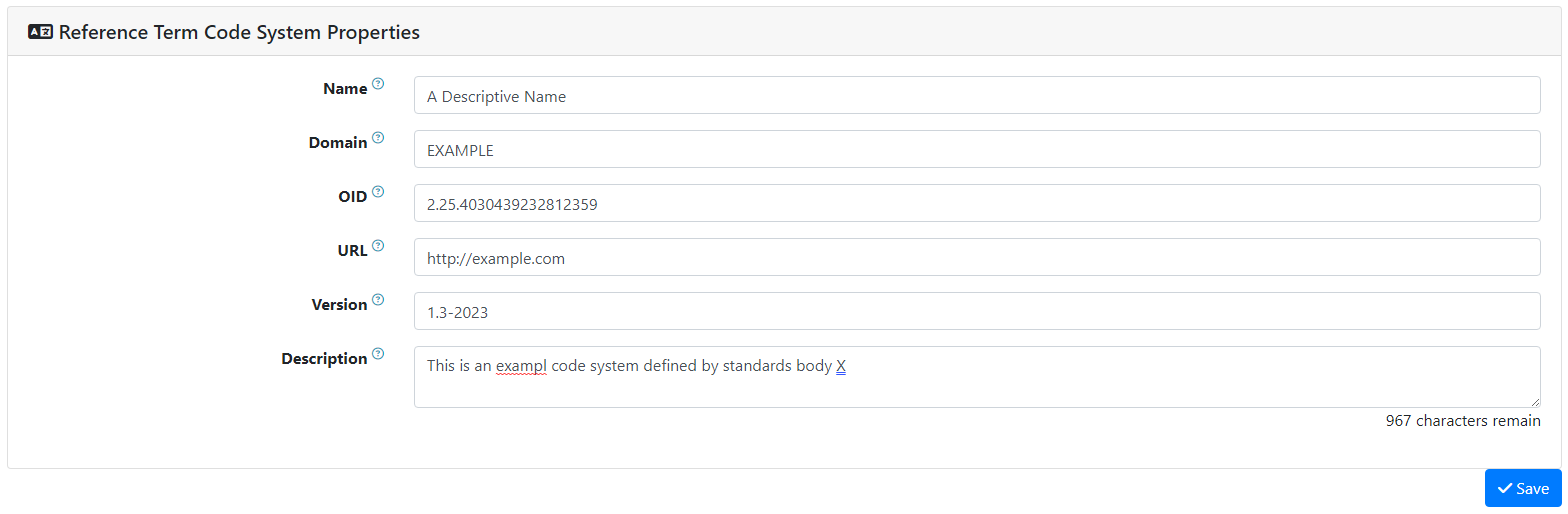 Reference Term Code System Properties
Name ?
A Descriptive Name
Domain ?
EXAMPLE
OID ?
2.25.4030439232812359
URL ?
http://example.com
Version ?
1.3-2023
Description ?
This is an exampl code system defined by standards body X
967 characters remain
Save